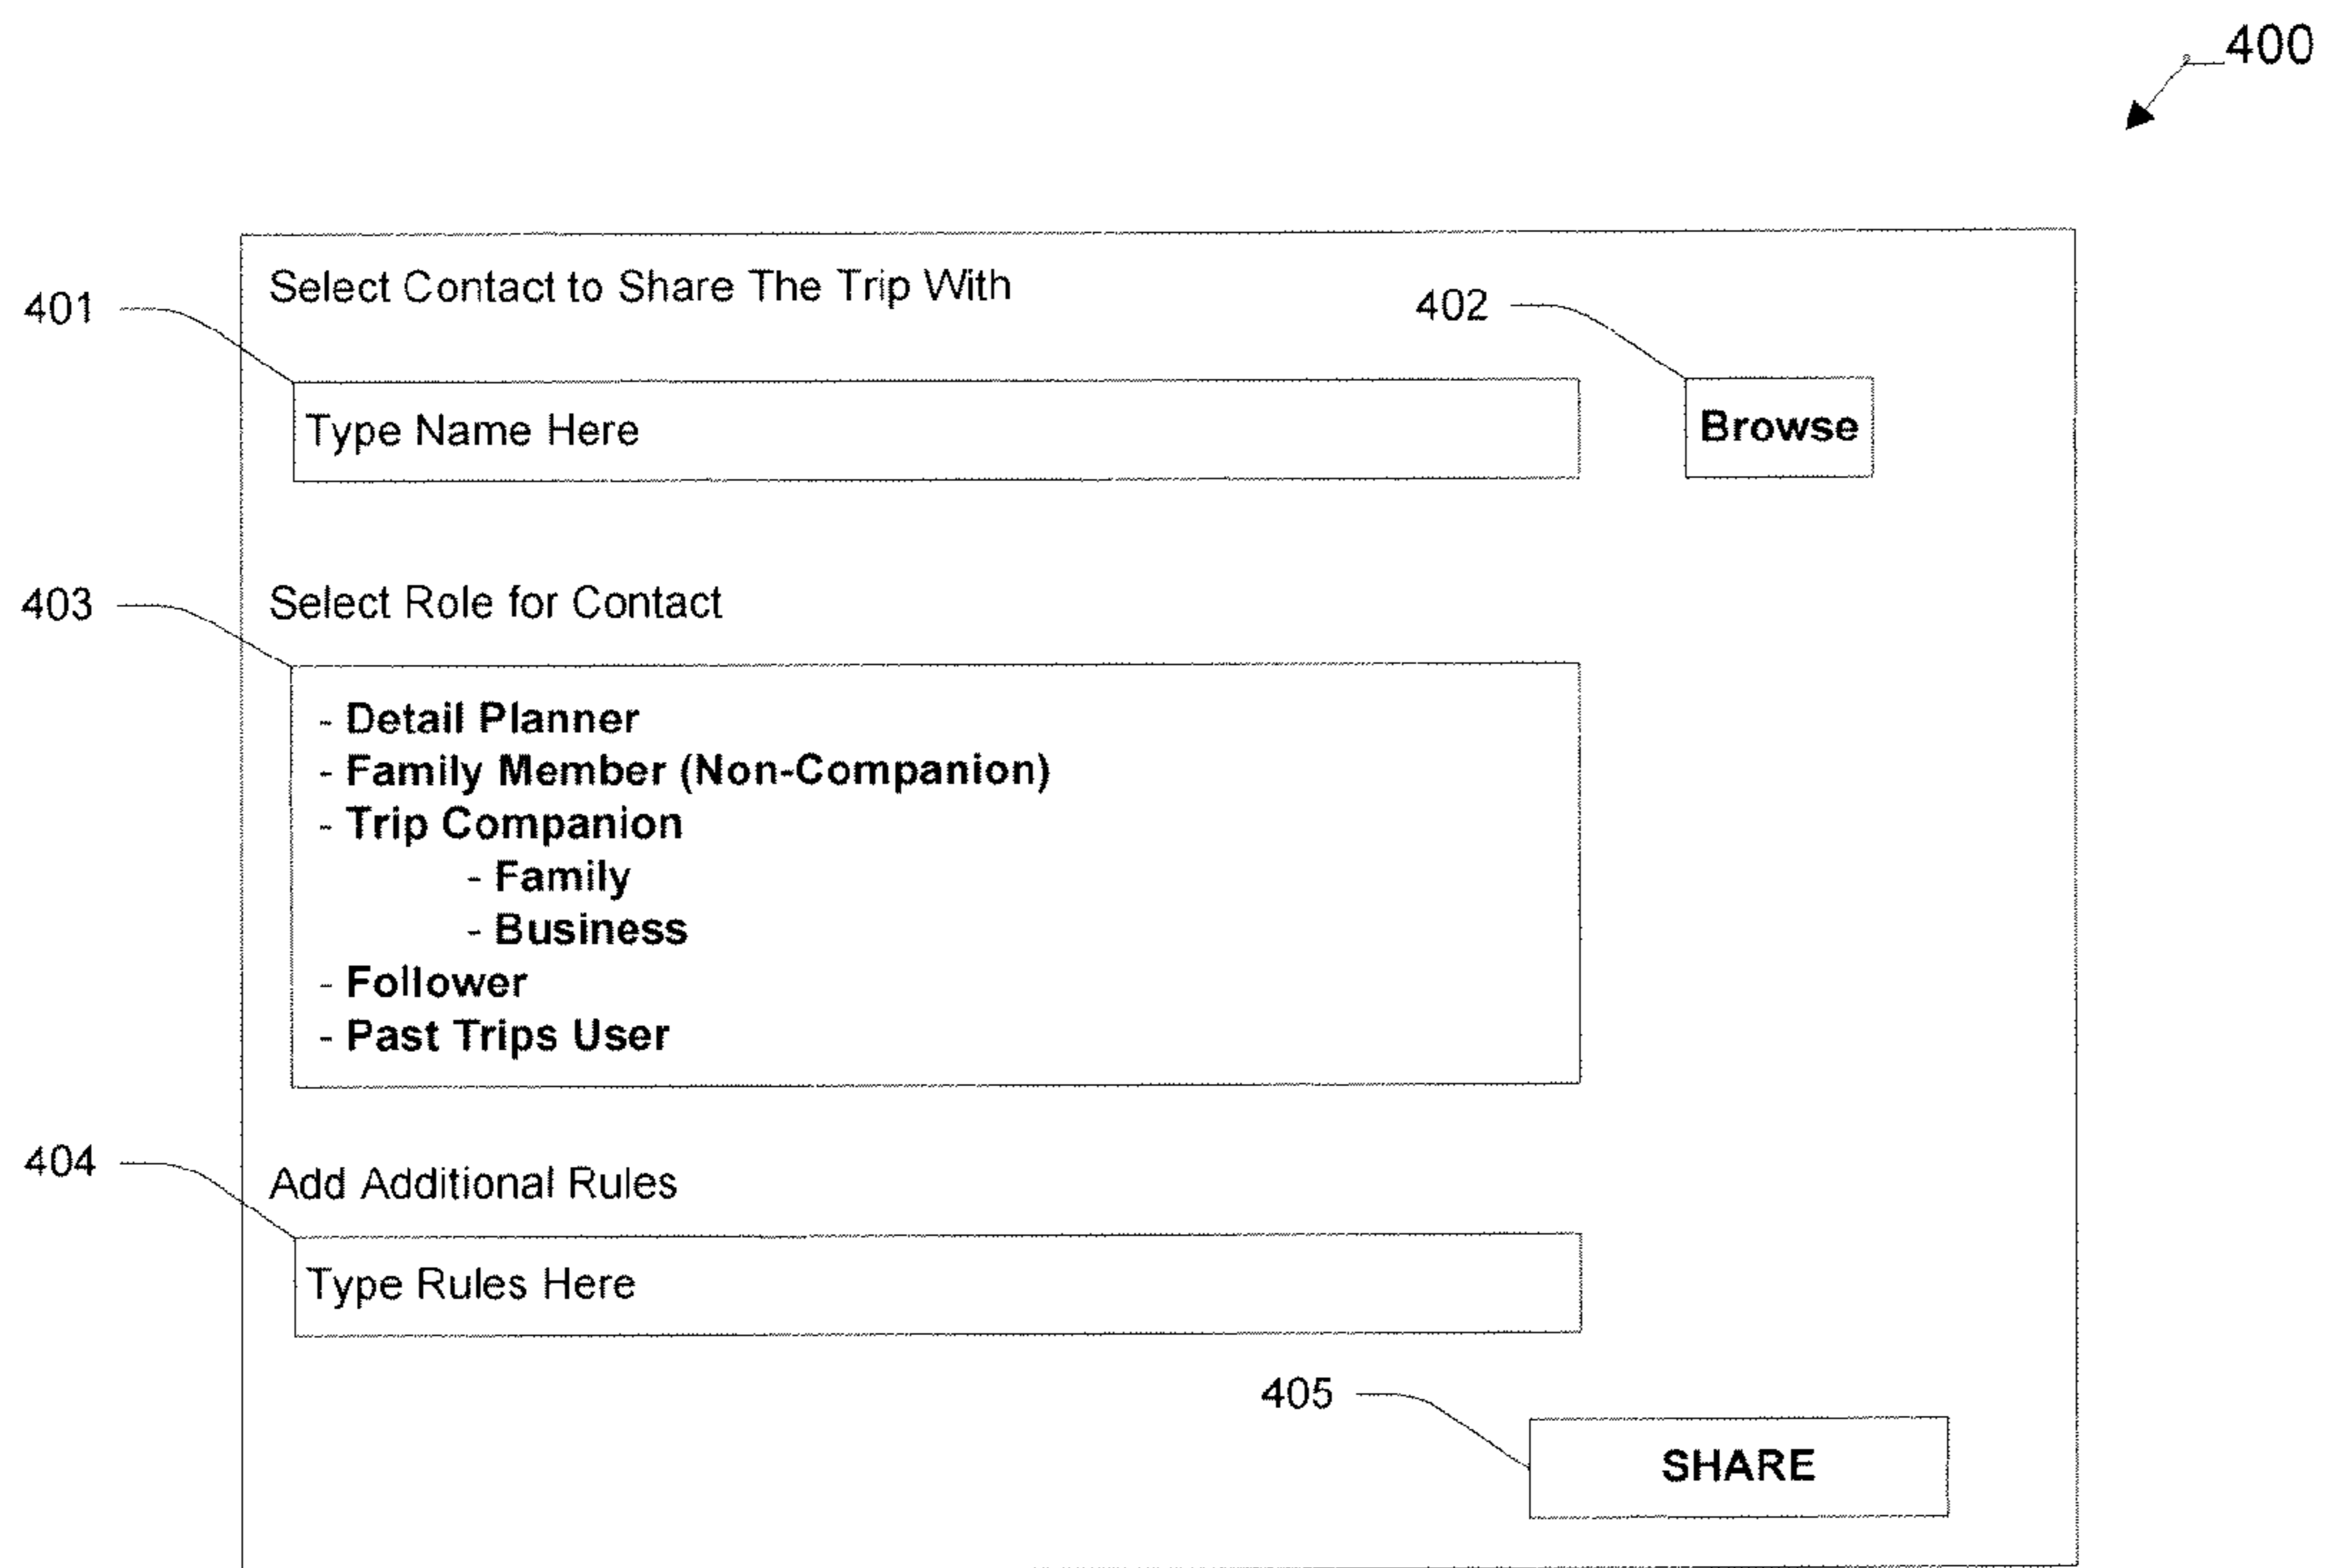 400
Select Contact to Share The Trip With
401
402
Type Name Here
Browse
403
Select Role for Contact
- Detail Planner
- Family Member (Non-Companion)
- Trip Companion
- Family
- Business
- Follower
- Past Trips User
404
Add Additional Rules
Type Rules Here
405
SHARE